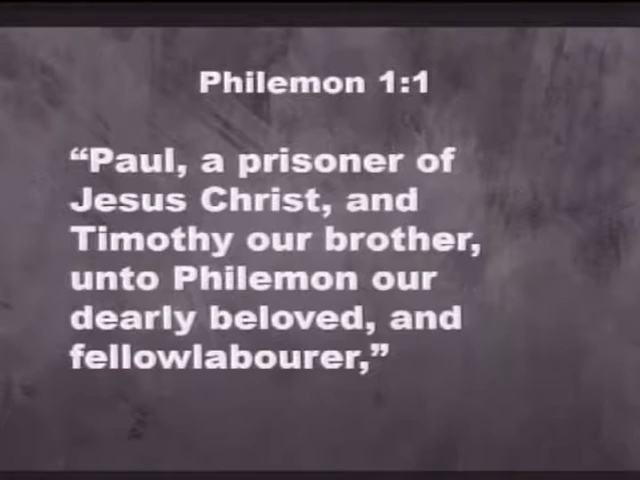 Philemon 1:1
“Paul, a prisoner of
Jesus Christ, and
Timothy our brother,
unto Philemon our
dearly beloved, and
fellowlabourer,”